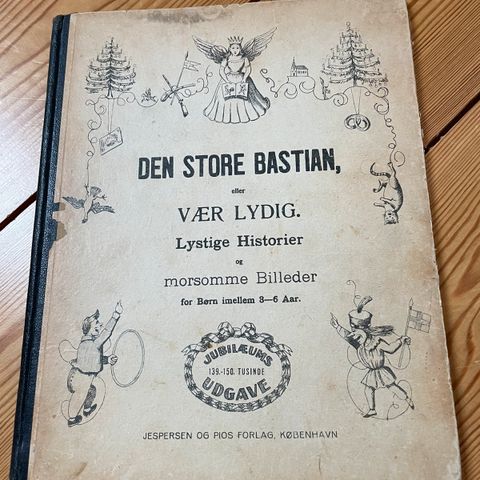 DEN STORE BASTIAN,
eller
VÆR LYDIG.
Lystige Historier
og
morsomme Billeder
for Børn imellem 3—6 Aar.
JUBILÆUMS
139.-150. TUSINDE
UDGAVE
JESPERSEN OG PIOS FORLAG, KØBENHAVN